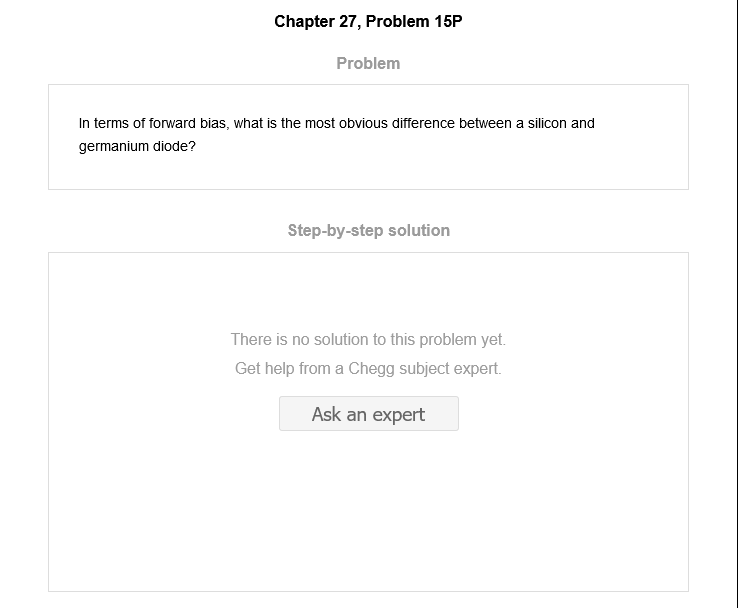 Chapter 27, Problem 15P
Problem
In terms of forward bias, what is the most obvious difference between a silicon and
germanium diode?
Step-by-step solution
There is no solution to this problem yet.
Get help from a Chegg subject expert.
Ask an expert